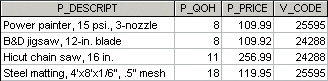 P_DESCRIPT P_QOH P_PRICE V_CODE
Power painter, 15 psi., 3-nozzle 8 109.99 25595
B&D jigsaw, 12-in. blade 8 109.92 24288
Hicut chain saw, 16 in. 11 256.99 24288
Steel matting, 4'x8'x1/6", .5" mesh 18 119.95 25595